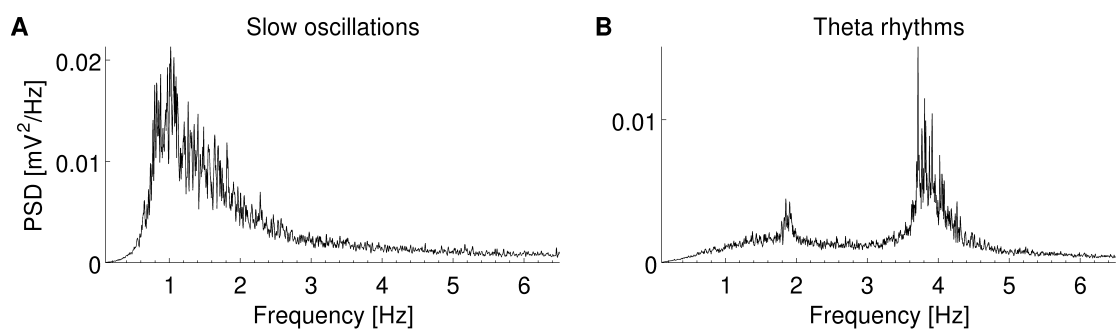 A
Slow oscillations
PSD [mV²/Hz]
0.02
0.01
0
1 2 3 4 5 6
Frequency [Hz]
B
Theta rhythms
0.01
0
1 2 3 4 5 6
Frequency [Hz]